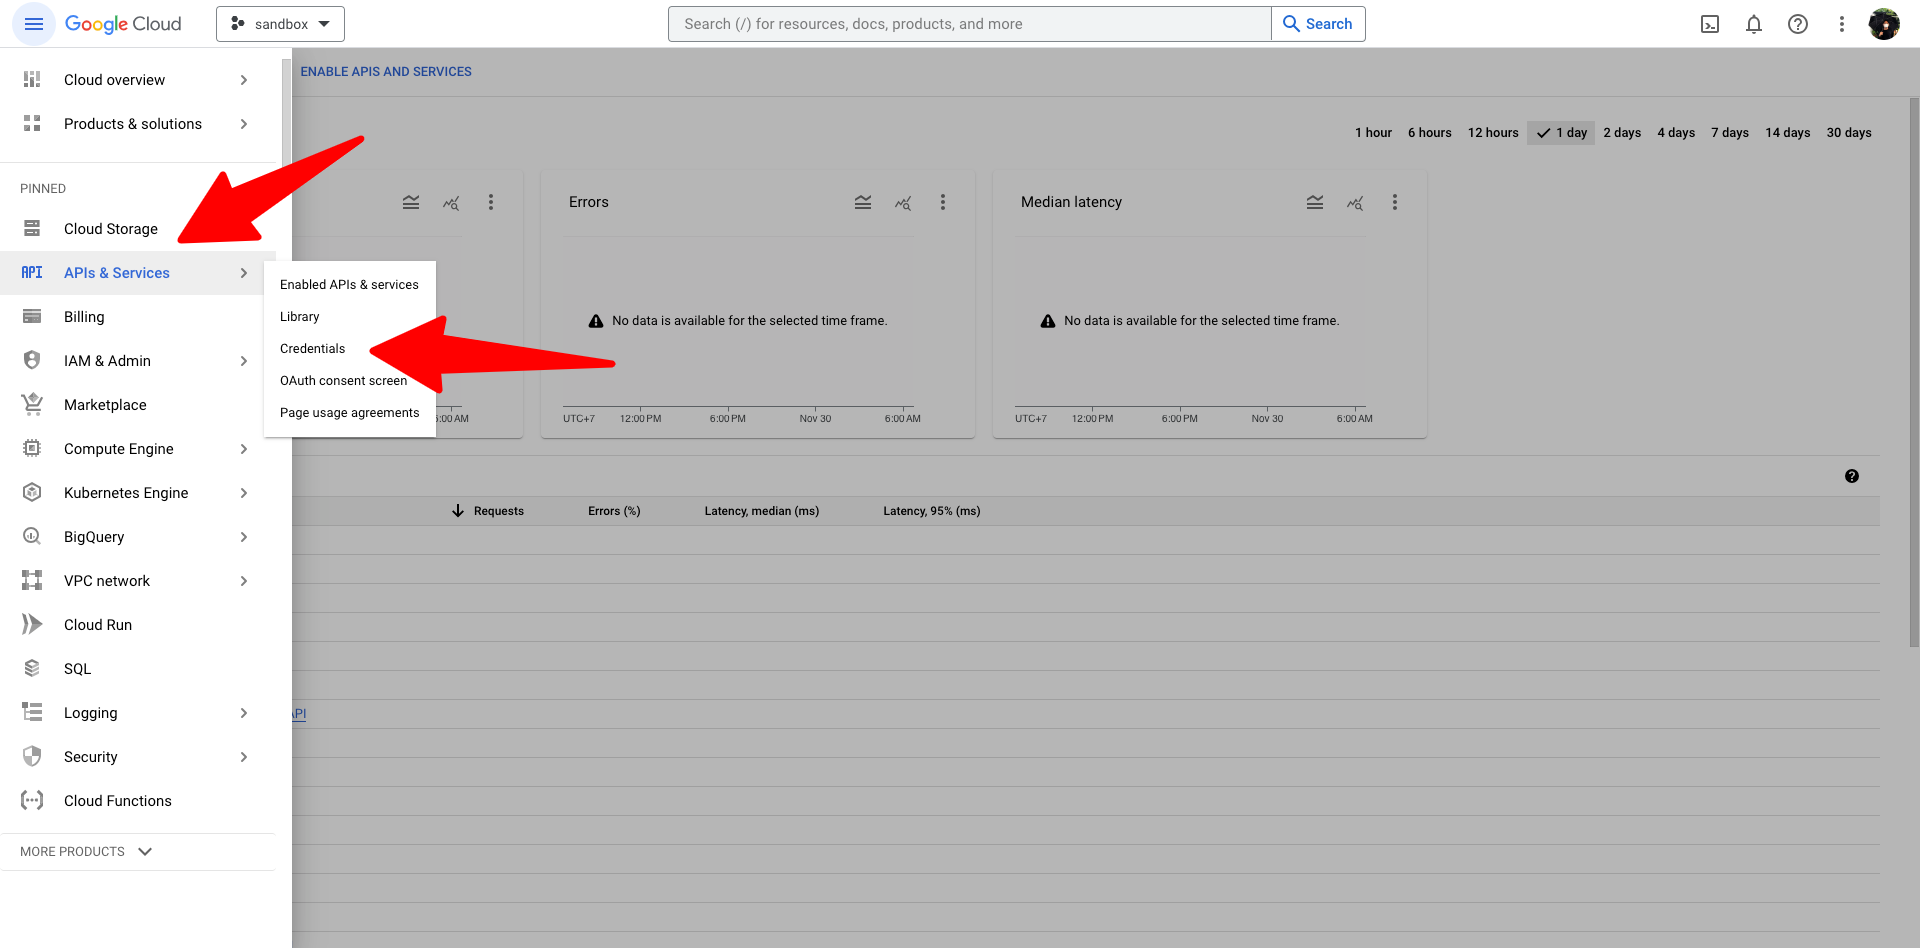 Google Cloud
sandbox
Search (/) for resources, docs, products, and more
Search
Cloud overview
Products & solutions
PINNED
Cloud Storage
API APIs & Services
Billing
IAM & Admin
Marketplace
Compute Engine
Kubernetes Engine
BigQuery
VPC network
Cloud Run
SQL
Logging
Security
Cloud Functions
MORE PRODUCTS
Enabled APIs & services
Library
Credentials
OAuth consent screen
Page usage agreements
ENABLE APIS AND SERVICES
1 hour 6 hours 12 hours 1 day 2 days 4 days 7 days 14 days 30 days
6:00 AM
Errors
No data is available for the selected time frame.
UTC+7 12:00 PM 6:00 PM Nov 30 6:00 AM
Median latency
No data is available for the selected time frame.
UTC+7 12:00 PM 6:00 PM Nov 30 6:00 AM
Requests Errors (%) Latency, median (ms) Latency, 95% (ms)
API